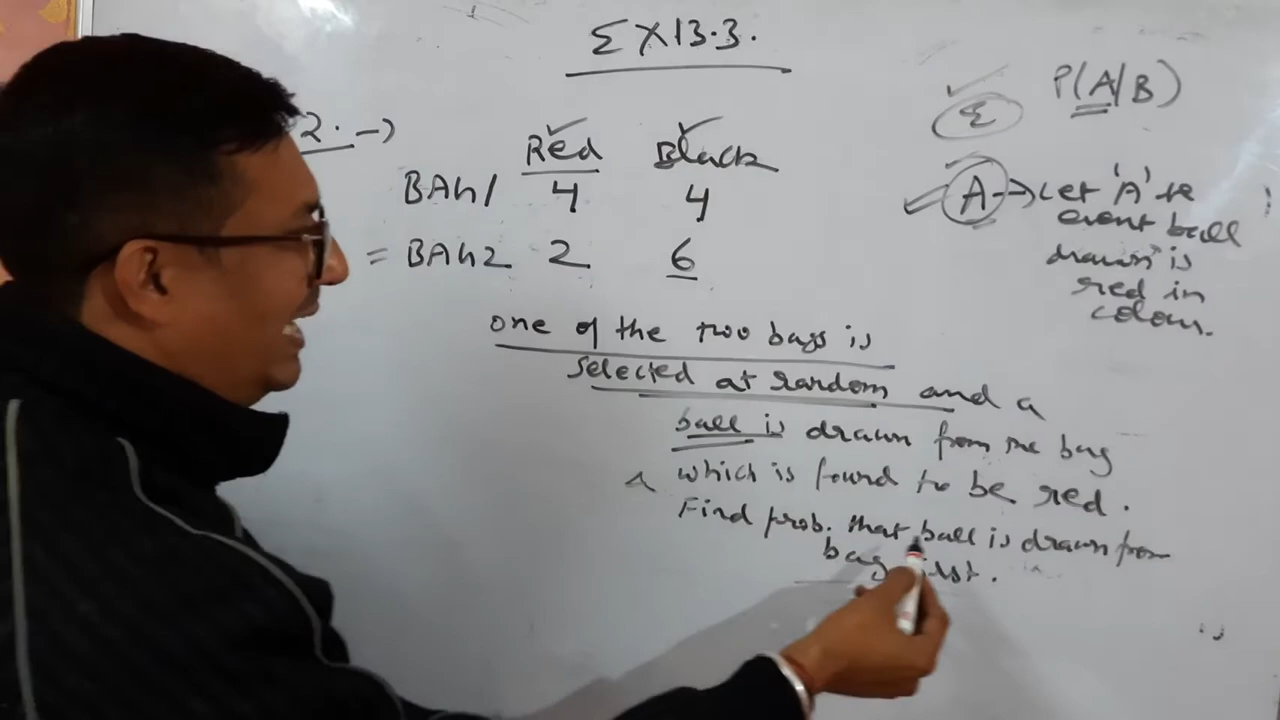 Ex 13.3.
2. →
Red Black
BAG 1 4 4
= BAG 2 2 6
one of the two bags is
selected at random and a
ball is drawn from the bag
which is found to be red.
Find prob. that ball is drawn from
bag
P(A|B)
E
A → Let 'A' be
event ball
drawn is
red in
colour.